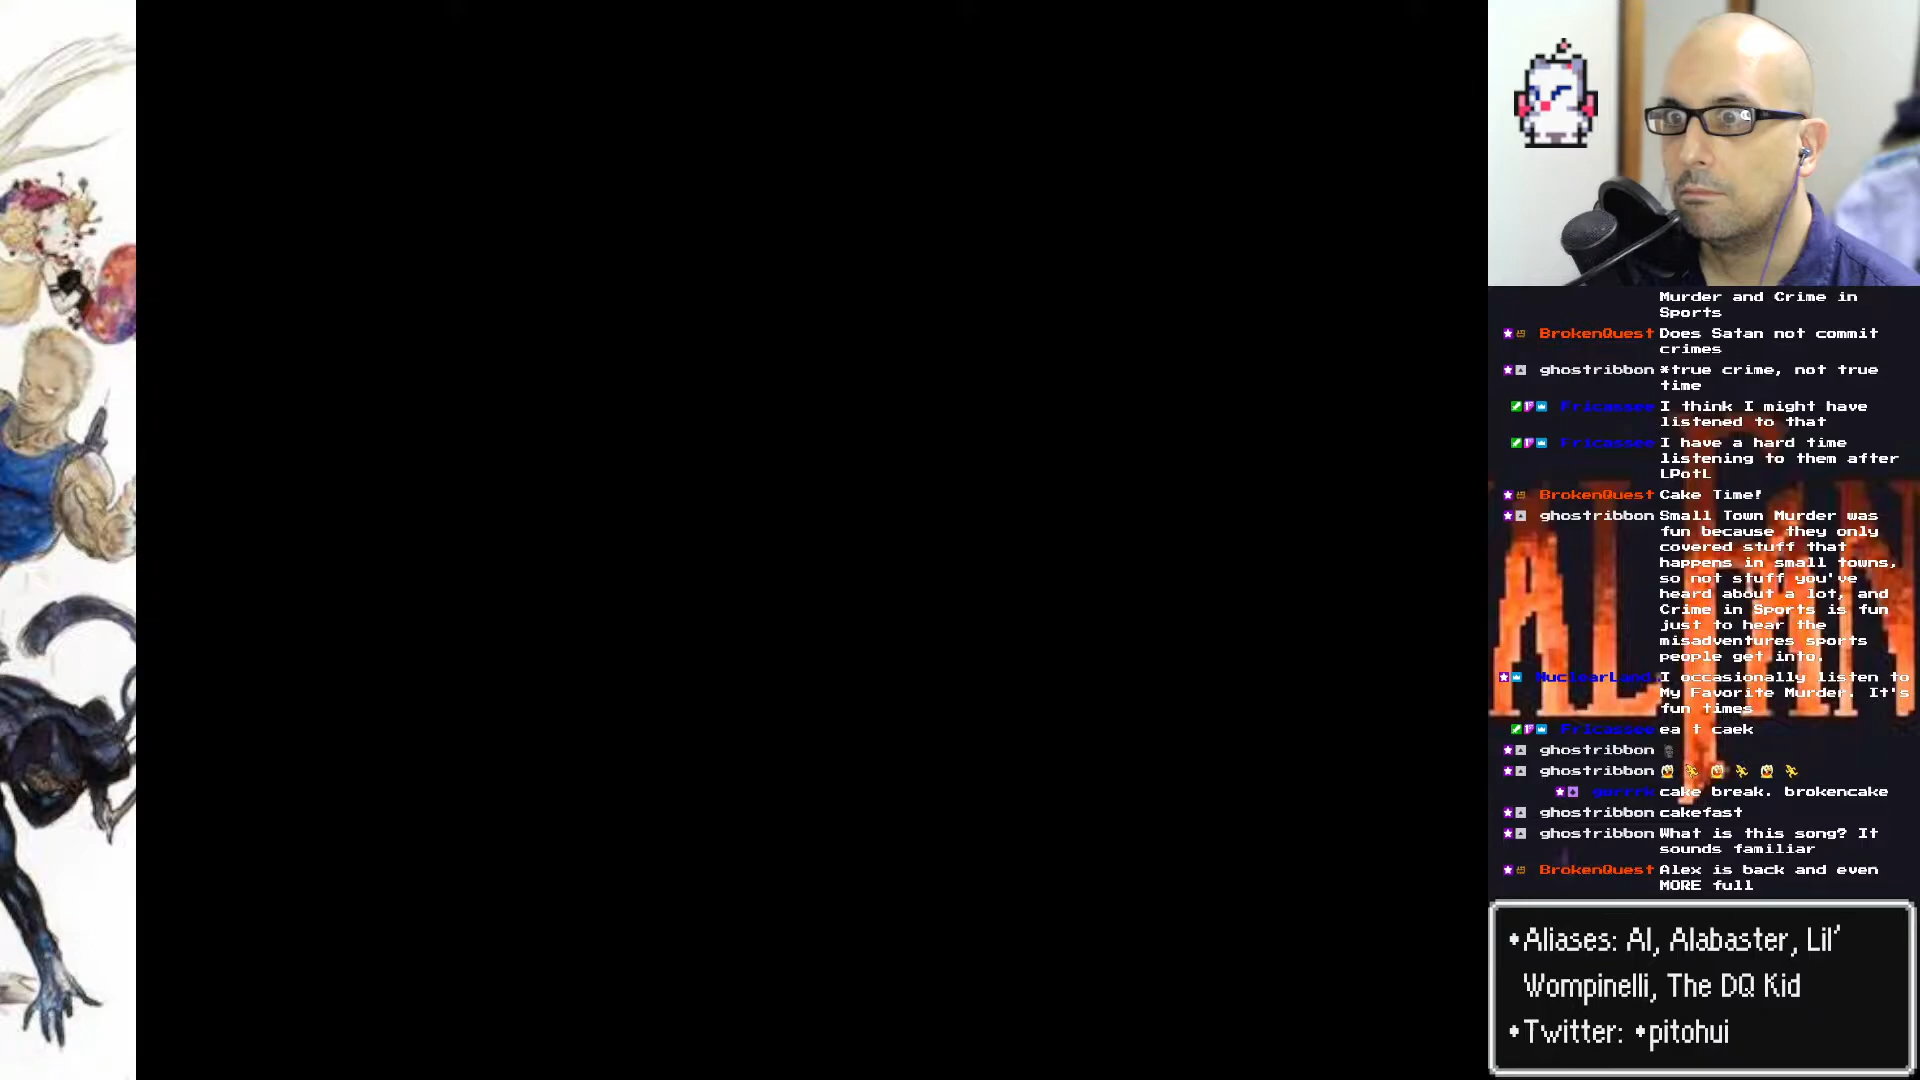 Murder and Crime in
Sports
BrokenQuest Does Satan not commit
crimes
ghostribbon *true crime, not true
time
Fricassee I think I might have
listened to that
Fricassee I have a hard time
listening to them after
LPotL
BrokenQuest Cake Time!
ghostribbon Small Town Murder was
fun because they only
covered stuff that
happens in small towns,
so not stuff you've
heard about a lot, and
Crime in Sports is fun
just to hear the
misadventures sports
people get into.
NuclearLand I occasionally listen to
My Favorite Murder. It's
fun times
Fricassee ea t caek
ghostribbon
ghostribbon
gurrrk cake break. brokencake
ghostribbon cakefast
ghostribbon What is this song? It
sounds familiar
BrokenQuest Alex is back and even
MORE full
•Aliases: Al, Alabaster, Lil'
Wompinelli, The DQ Kid
•Twitter: •pitohui